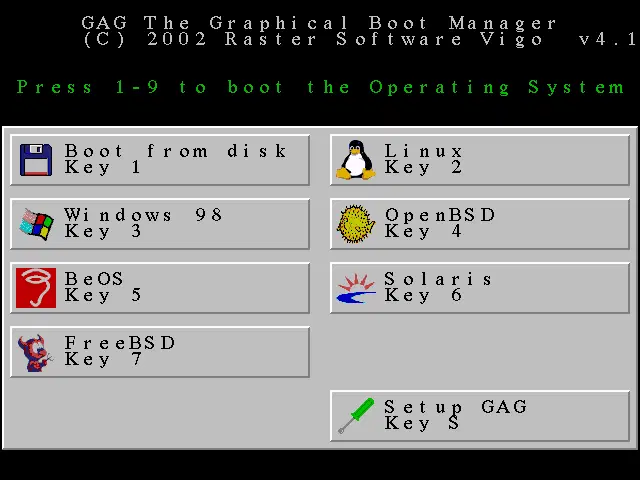 GAG The Graphical Boot Manager
(C) 2002 Raster Software Vigo v4.1
Press 1-9 to boot the Operating System
Boot from disk
Key 1
Linux
Key 2
Windows 98
Key 3
OpenBSD
Key 4
BeOS
Key 5
Solaris
Key 6
FreeBSD
Key 7
Setup GAG
Key S